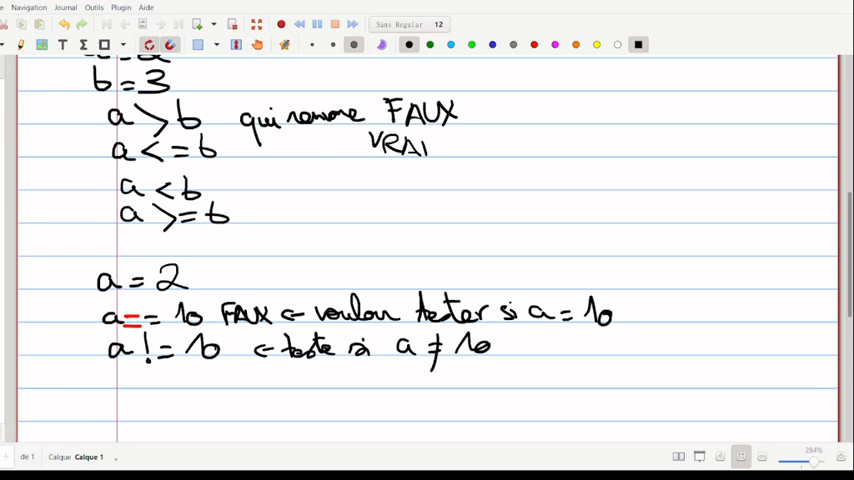 Navigation Journal Outils Plugin Aide
Sans Regular 12
b = 3
a > b qui renvoie FAUX
a <= b VRAI
a < b
a >= b
a = 2
a == 10 FAUX ← vouloir tester si a = 10
a != 10 ← teste si a ≠ 10
de 1 Calque Calque 1 284%